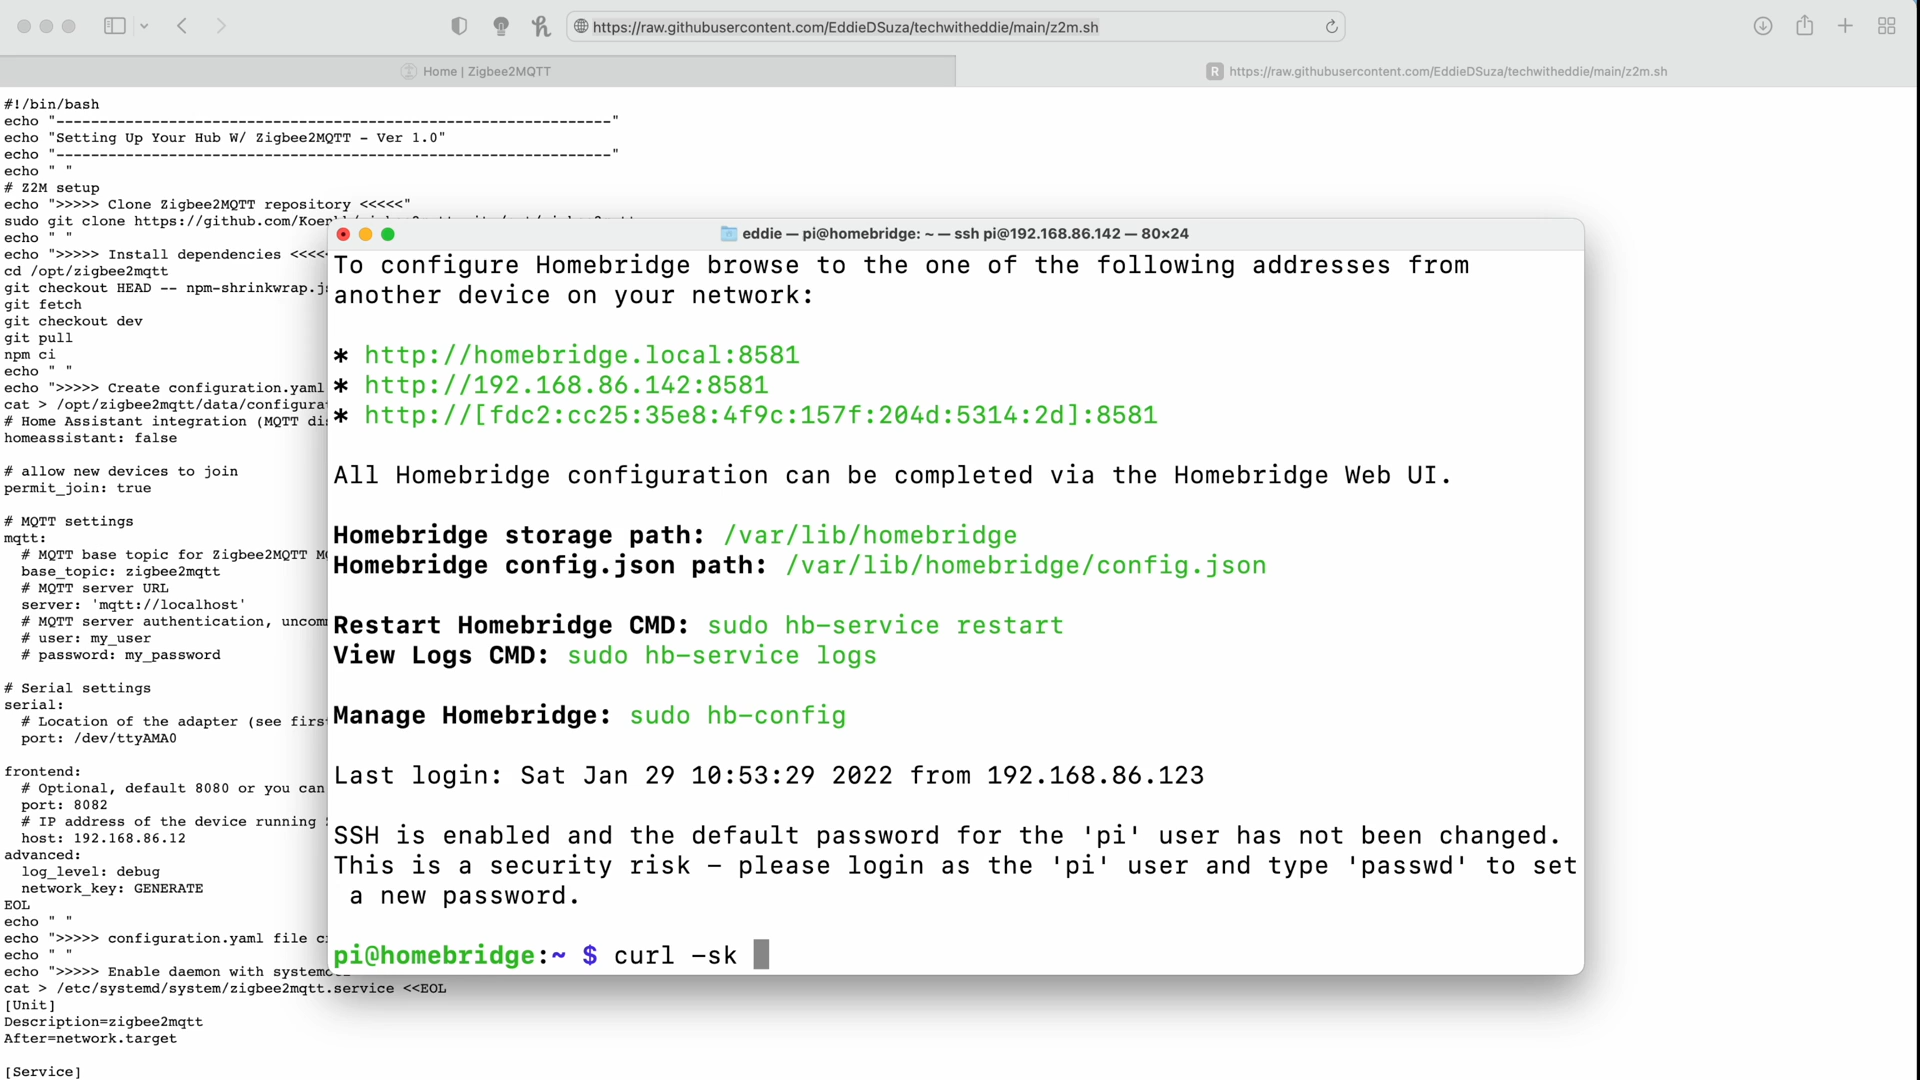 https://raw.githubusercontent.com/EddieDSuza/techwitheddie/main/z2m.sh
Home | Zigbee2MQTT
R https://raw.githubusercontent.com/EddieDSuza/techwitheddie/main/z2m.sh
#!/bin/bash
echo "----------------------------------------------------------------"
echo "Setting Up Your Hub W/ Zigbee2MQTT - Ver 1.0"
echo "----------------------------------------------------------------"
echo " "
# Z2M setup
echo ">>>>> Clone Zigbee2MQTT repository <<<<<"
sudo git clone https://github.com/Koen
echo " "
echo ">>>>> Install dependencies <<<<
cd /opt/zigbee2mqtt
git checkout HEAD -- npm-shrinkwrap.js
git fetch
git checkout dev
git pull
npm ci
echo " "
echo ">>>>> Create configuration.yaml
cat > /opt/zigbee2mqtt/data/configura
# Home Assistant integration (MQTT di
homeassistant: false
# allow new devices to join
permit_join: true
# MQTT settings
mqtt:
# MQTT base topic for Zigbee2MQTT M
base_topic: zigbee2mqtt
# MQTT server URL
server: 'mqtt://localhost'
# MQTT server authentication, uncom
# user: my_user
# password: my_password
# Serial settings
serial:
# Location of the adapter (see firs
port: /dev/ttyAMA0
frontend:
# Optional, default 8080 or you can
port: 8082
# IP address of the device running
host: 192.168.86.12
advanced:
log_level: debug
network_key: GENERATE
EOL
echo " "
echo ">>>>> configuration.yaml file c
echo " "
echo ">>>>> Enable daemon with systemc
cat > /etc/systemd/system/zigbee2mqtt.service <<EOL
[Unit]
Description=zigbee2mqtt
After=network.target
[Service]
eddie — pi@homebridge: ~ — ssh pi@192.168.86.142 — 80×24
To configure Homebridge browse to the one of the following addresses from
another device on your network:
* http://homebridge.local:8581
* http://192.168.86.142:8581
* http://[fdc2:cc25:35e8:4f9c:157f:204d:5314:2d]:8581
All Homebridge configuration can be completed via the Homebridge Web UI.
Homebridge storage path: /var/lib/homebridge
Homebridge config.json path: /var/lib/homebridge/config.json
Restart Homebridge CMD: sudo hb-service restart
View Logs CMD: sudo hb-service logs
Manage Homebridge: sudo hb-config
Last login: Sat Jan 29 10:53:29 2022 from 192.168.86.123
SSH is enabled and the default password for the 'pi' user has not been changed.
This is a security risk - please login as the 'pi' user and type 'passwd' to set
a new password.
pi@homebridge:~ $ curl -sk